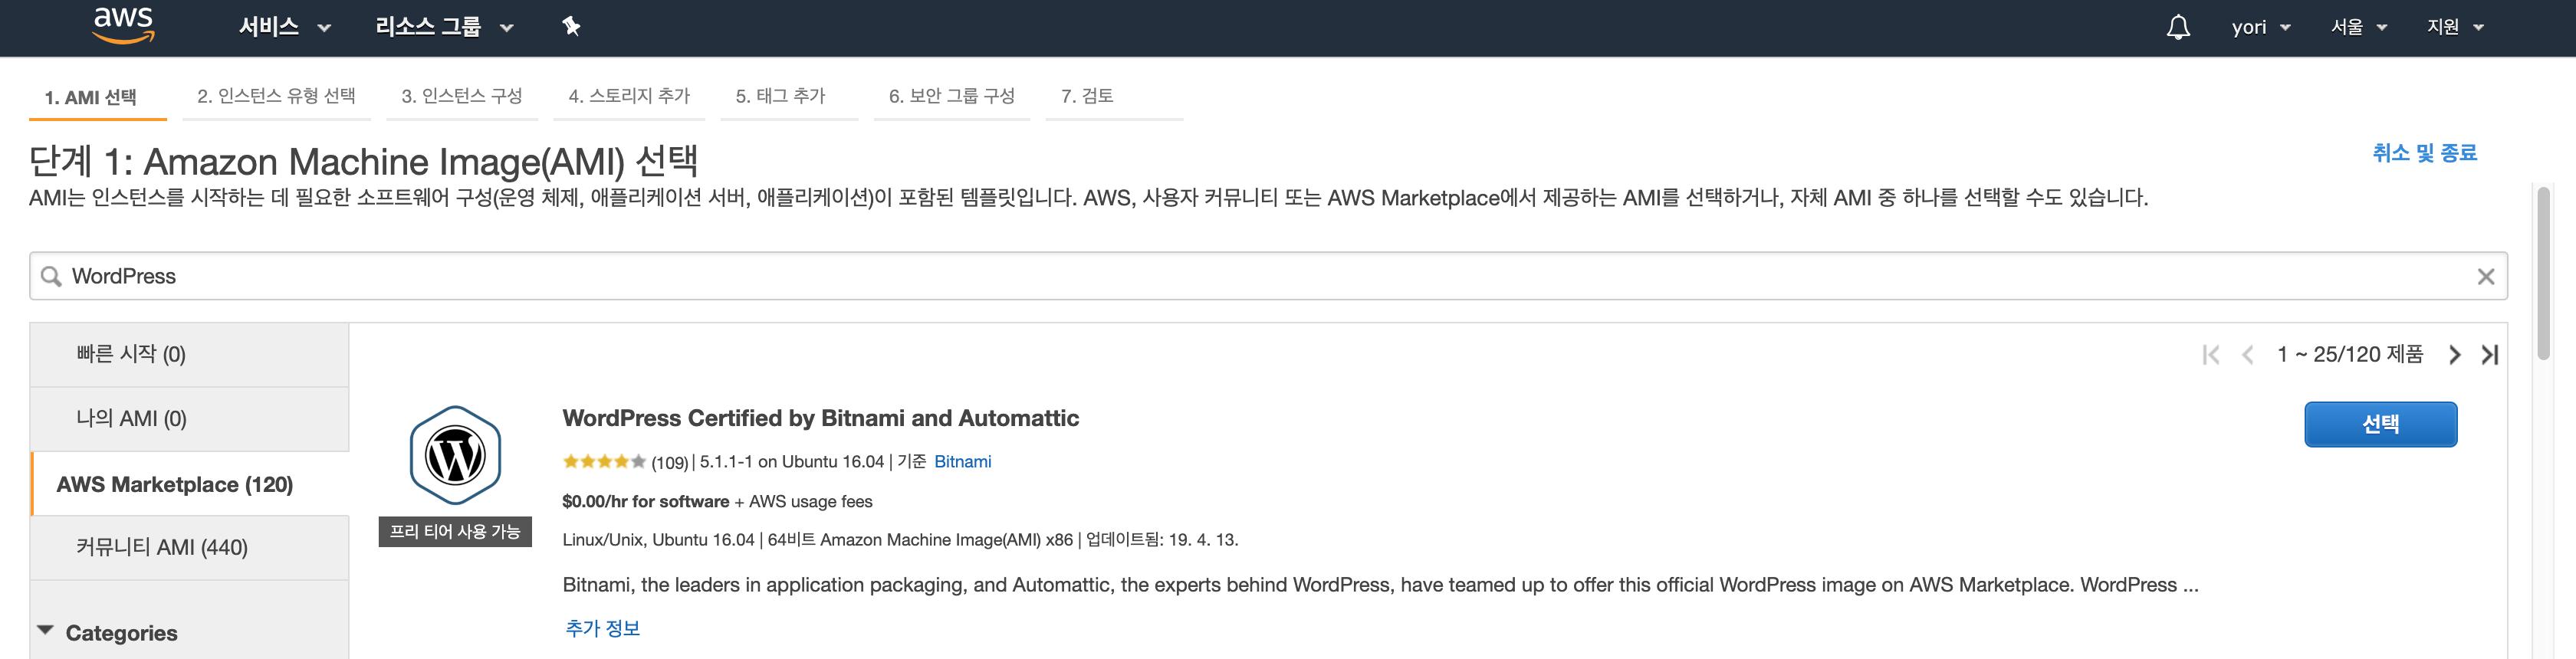 aws 서비스 리소스 그룹 yori 서울 지원
1. AMI 선택 2. 인스턴스 유형 선택 3. 인스턴스 구성 4. 스토리지 추가 5. 태그 추가 6. 보안 그룹 구성 7. 검토
단계 1: Amazon Machine Image(AMI) 선택
취소 및 종료
AMI는 인스턴스를 시작하는 데 필요한 소프트웨어 구성(운영 체제, 애플리케이션 서버, 애플리케이션)이 포함된 템플릿입니다. AWS, 사용자 커뮤니티 또는 AWS Marketplace에서 제공하는 AMI를 선택하거나, 자체 AMI 중 하나를 선택할 수도 있습니다.
WordPress
빠른 시작 (0)
나의 AMI (0)
AWS Marketplace (120)
커뮤니티 AMI (440)
Categories
1 ~ 25/120 제품
프리 티어 사용 가능
WordPress Certified by Bitnami and Automattic
선택
(109) | 5.1.1-1 on Ubuntu 16.04 | 기준 Bitnami
$0.00/hr for software + AWS usage fees
Linux/Unix, Ubuntu 16.04 | 64비트 Amazon Machine Image(AMI) x86 | 업데이트됨: 19. 4. 13.
Bitnami, the leaders in application packaging, and Automattic, the experts behind WordPress, have teamed up to offer this official WordPress image on AWS Marketplace. WordPress ...
추가 정보